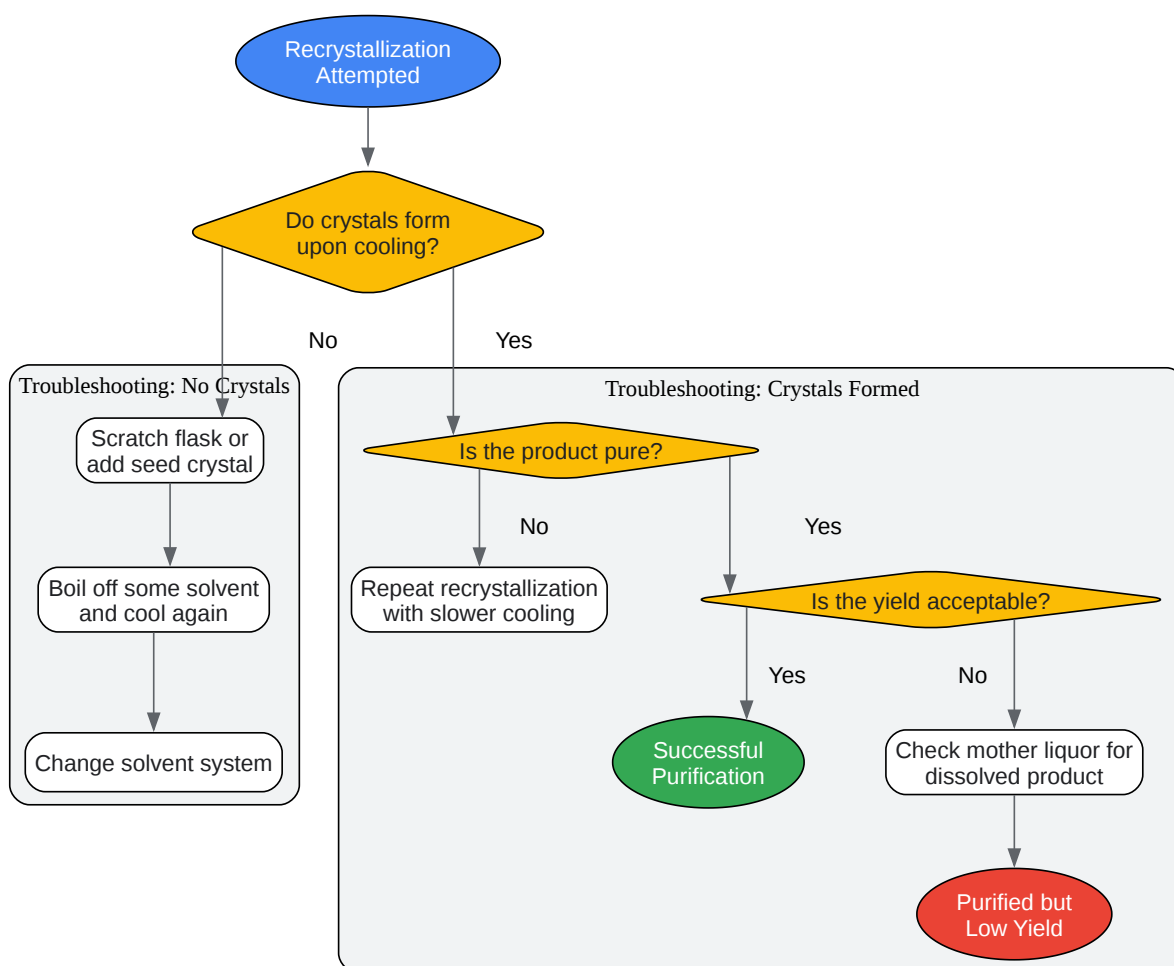 Recrystallization
Attempted
Do crystals form
upon cooling?
No
Yes
Troubleshooting: No Crystals
Scratch flask or
add seed crystal
Boil off some solvent
and cool again
Change solvent system
Troubleshooting: Crystals Formed
Is the product pure?
No
Yes
Repeat recrystallization
with slower cooling
Is the yield acceptable?
Yes
No
Successful
Purification
Check mother liquor for
dissolved product
Purified but
Low Yield